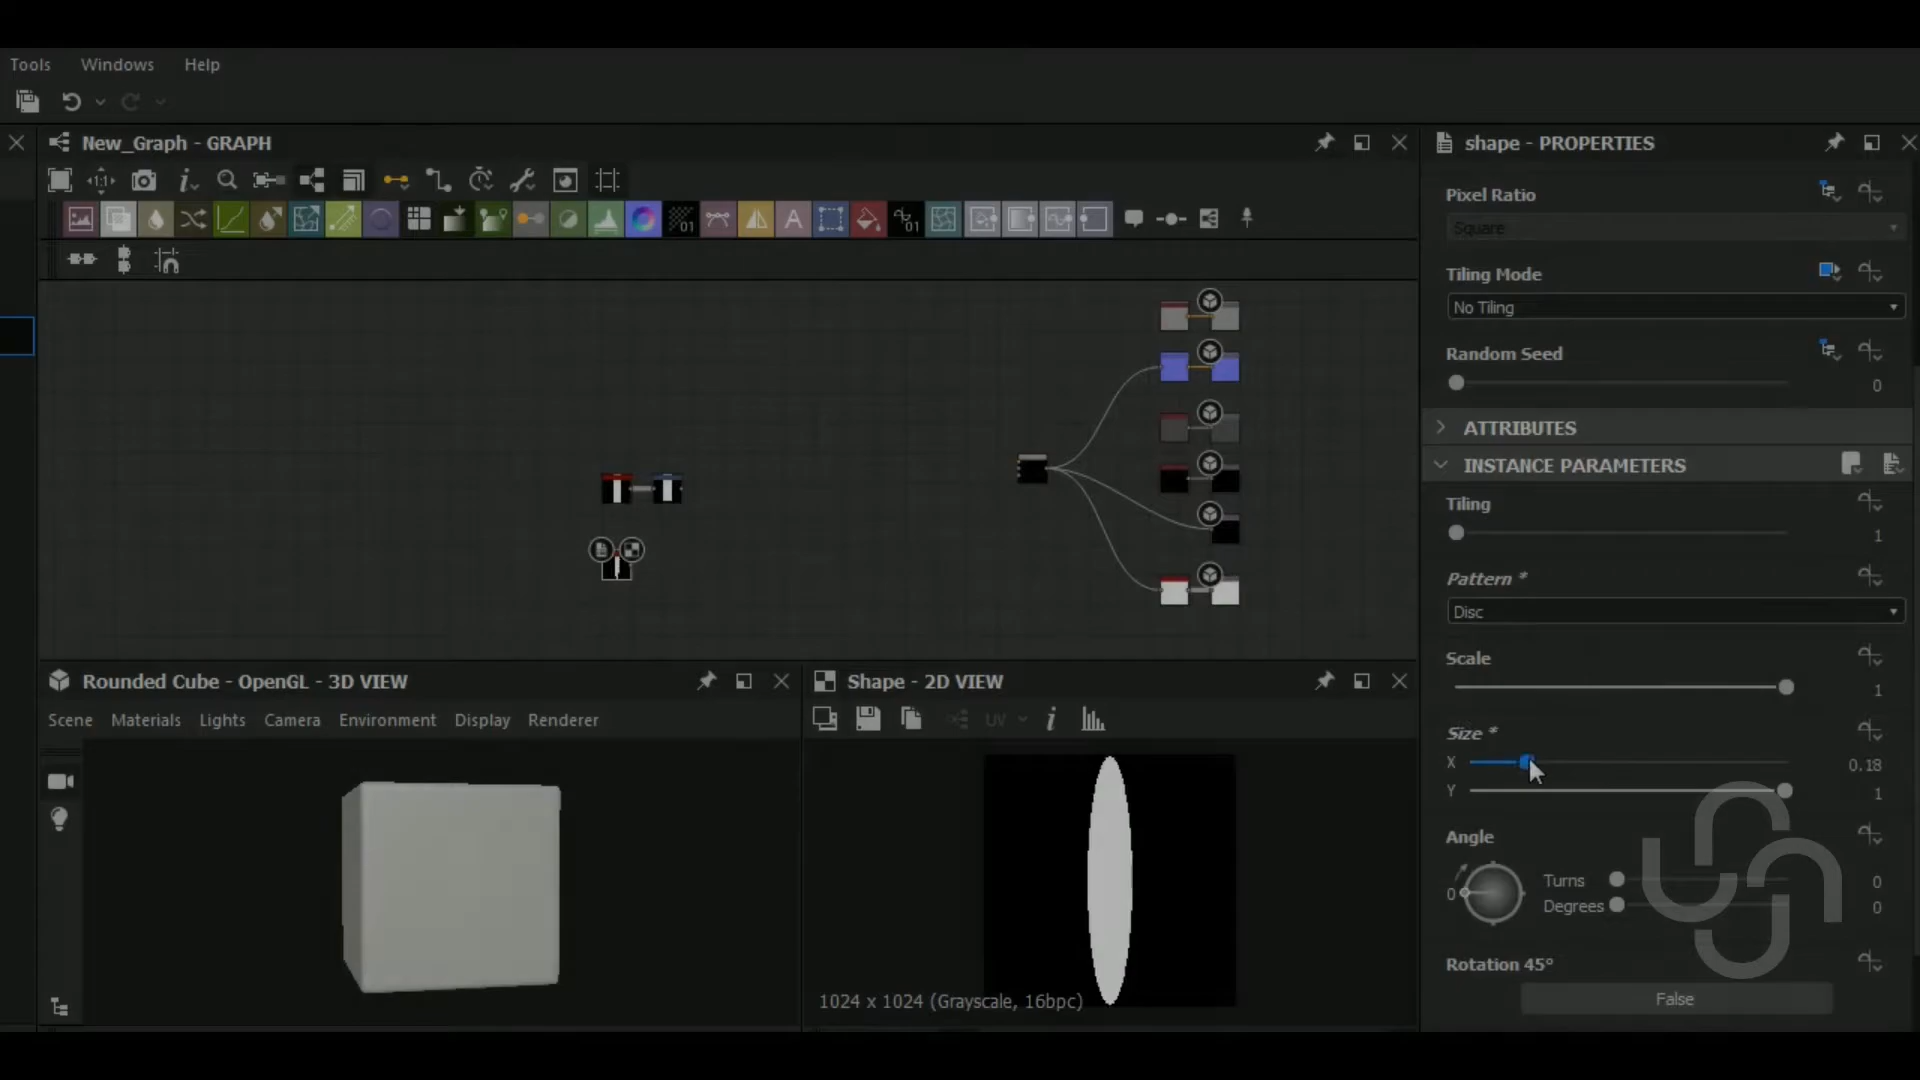 Tools Windows Help
New_Graph - GRAPH
shape - PROPERTIES
Pixel Ratio
Square
Tiling Mode
No Tiling
Random Seed
0
ATTRIBUTES
INSTANCE PARAMETERS
Tiling
1
Pattern *
Disc
Scale
1
Size *
X 0.18
Y 1
Angle
0 Turns 0
Degrees 0
Rotation 45°
False
Rounded Cube - OpenGL - 3D VIEW
Scene Materials Lights Camera Environment Display Renderer
Shape - 2D VIEW
UV
1024 x 1024 (Grayscale, 16bpc)